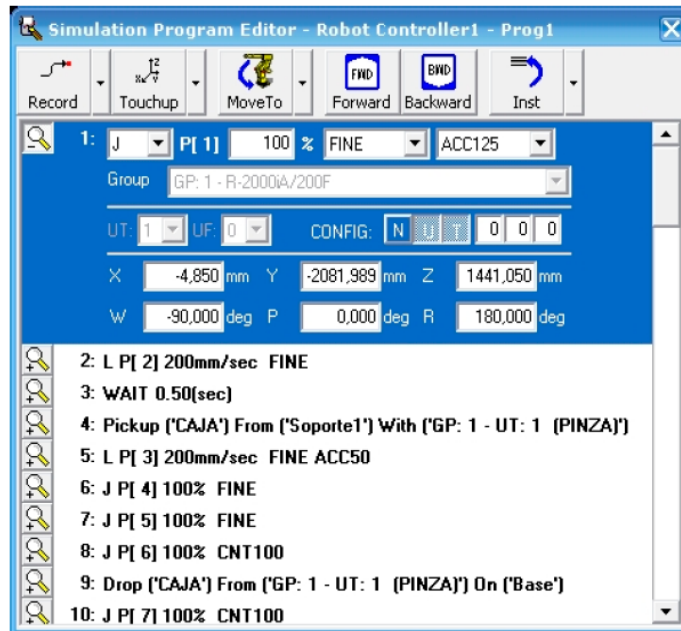 Simulation Program Editor - Robot Controller1 - Prog1
Record Touchup MoveTo FWD Forward BWD Backward Inst
1: J P[ 1] 100 % FINE ACC125
Group GP: 1 - R-2000iA/200F
UT: 1 UF: 0 CONFIG: N U T 0 0 0
X -4,850 mm Y -2081,989 mm Z 1441,050 mm
W -90,000 deg P 0,000 deg R 180,000 deg
2: L P[ 2] 200mm/sec FINE
3: WAIT 0.50(sec)
4: Pickup ('CAJA') From ('Soporte1') With ('GP: 1 - UT: 1 (PINZA)')
5: L P[ 3] 200mm/sec FINE ACC50
6: J P[ 4] 100% FINE
7: J P[ 5] 100% FINE
8: J P[ 6] 100% CNT100
9: Drop ('CAJA') From ('GP: 1 - UT: 1 (PINZA)') On ('Base')
10: J P[ 7] 100% CNT100